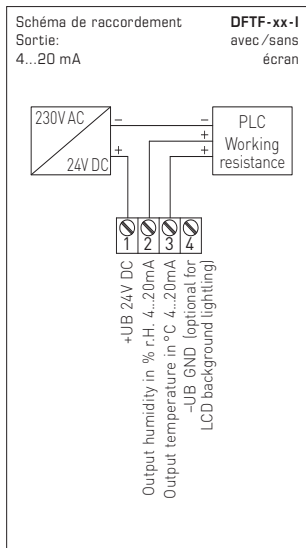 Schéma de raccordement DFTF-xx-I
Sortie: avec/sans
4...20 mA écran
230V AC
24V DC
–
+
–
+
+
PLC
Working
resistance
1 2 3 4
+UB 24V DC
Output humidity in % r.H. 4...20mA
Output temperature in °C 4...20mA
–UB GND (optional for
LCD background lightling)